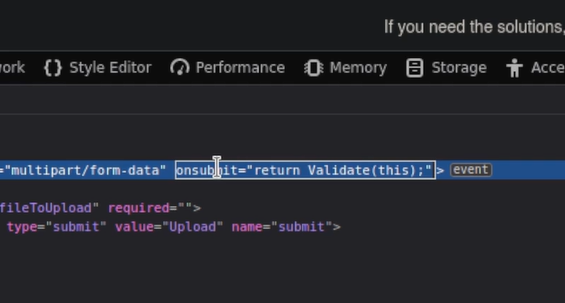 If you need the solutions,
ork {} Style Editor Performance Memory Storage Acce
="multipart/form-data" onsubmit="return Validate(this);"> event
fileToUpload" required="">
type="submit" value="Upload" name="submit">